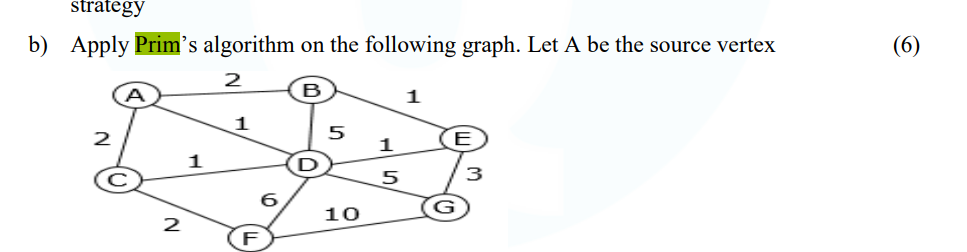 strategy
b) Apply Prim's algorithm on the following graph. Let A be the source vertex (6)
2
A B
1
1 5 E
2 1
1 D
C 5 3
6 G
10
2
F